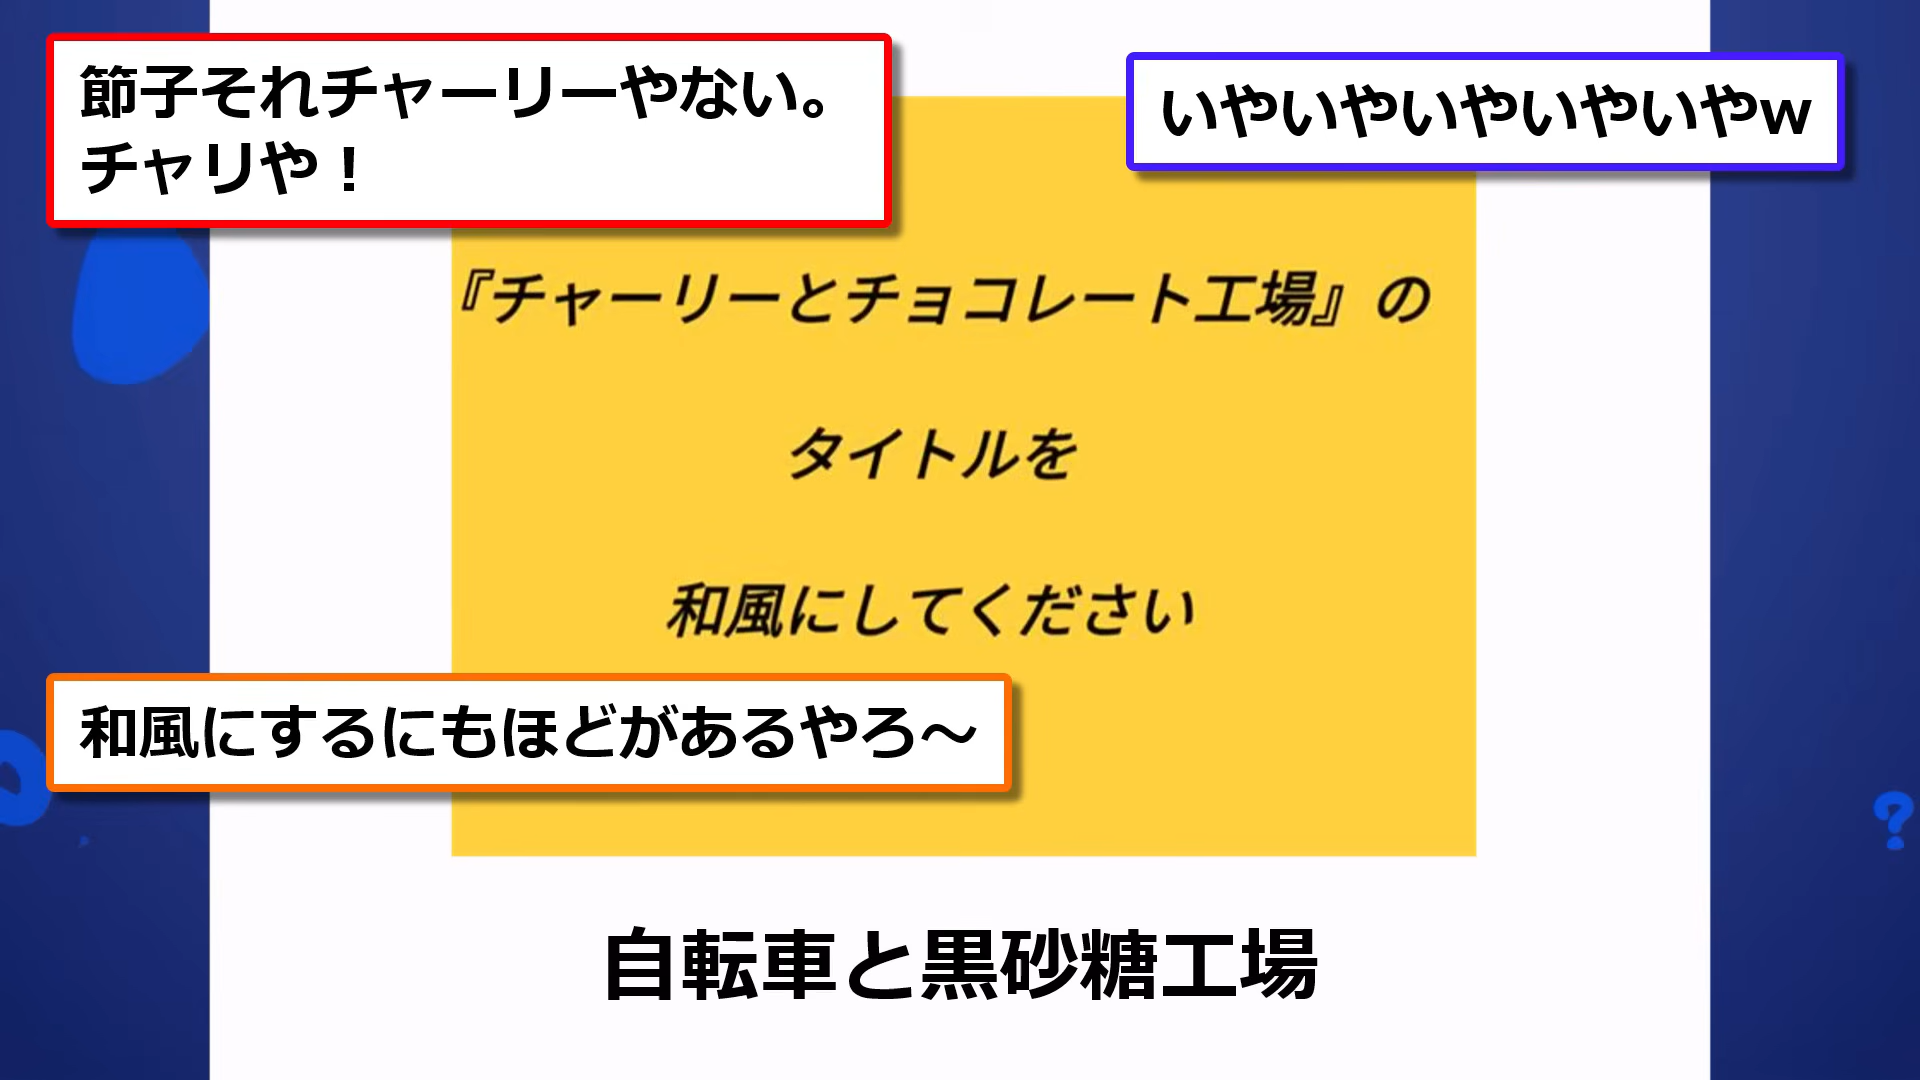 節子それチャーリーやない。
チャリや！
いやいやいやいやいやw
『チャーリーとチョコレート工場』の
タイトルを
和風にしてください
和風にするにもほどがあるやろ〜
自転車と黒砂糖工場
?